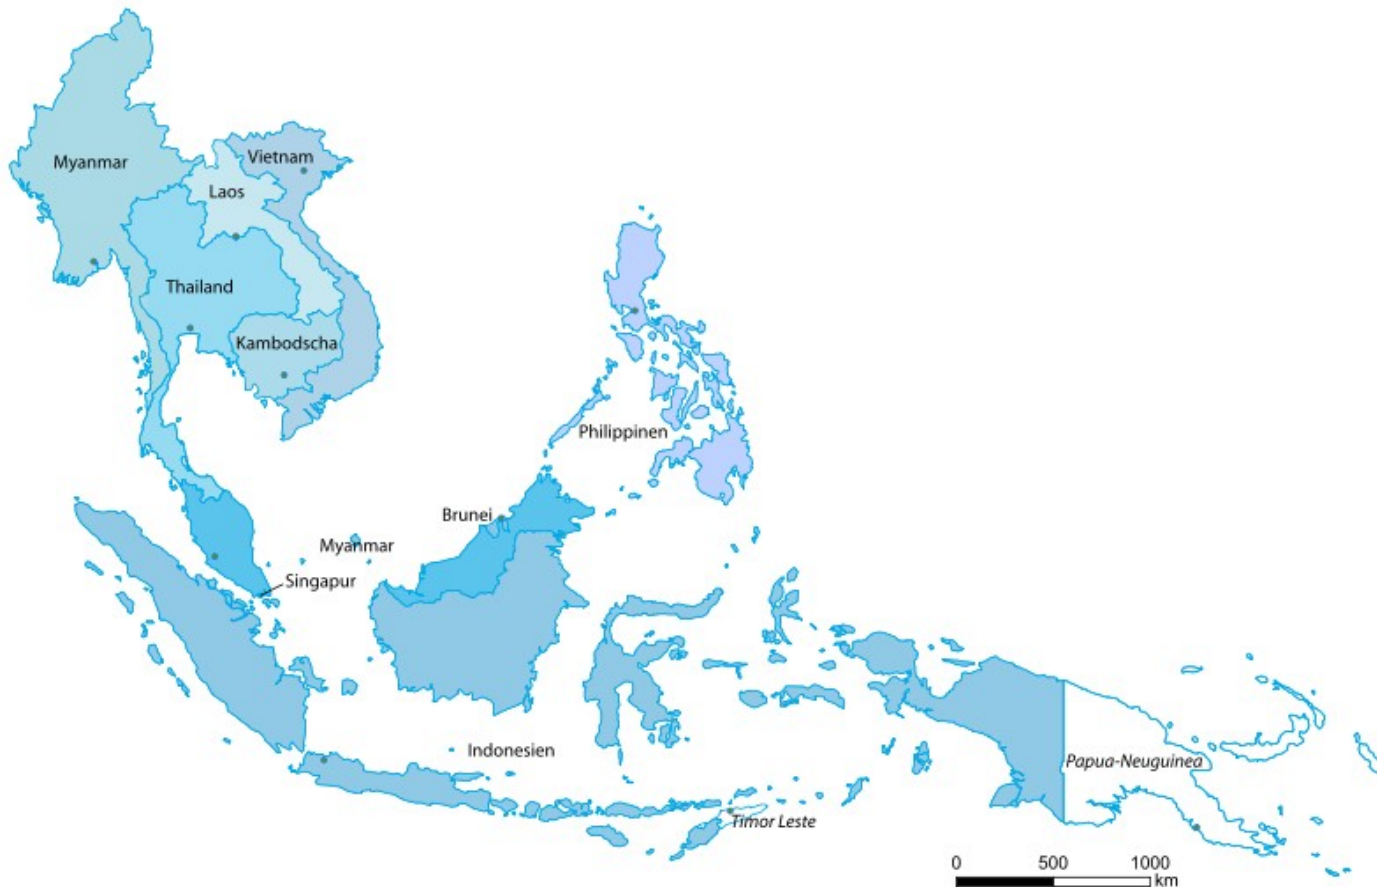 Myanmar
Vietnam
Laos
Thailand
Kambodscha
Philippinen
Brunei
Myanmar
Singapur
Indonesien
Papua-Neuguinea
Timor Leste
0 500 1000
km